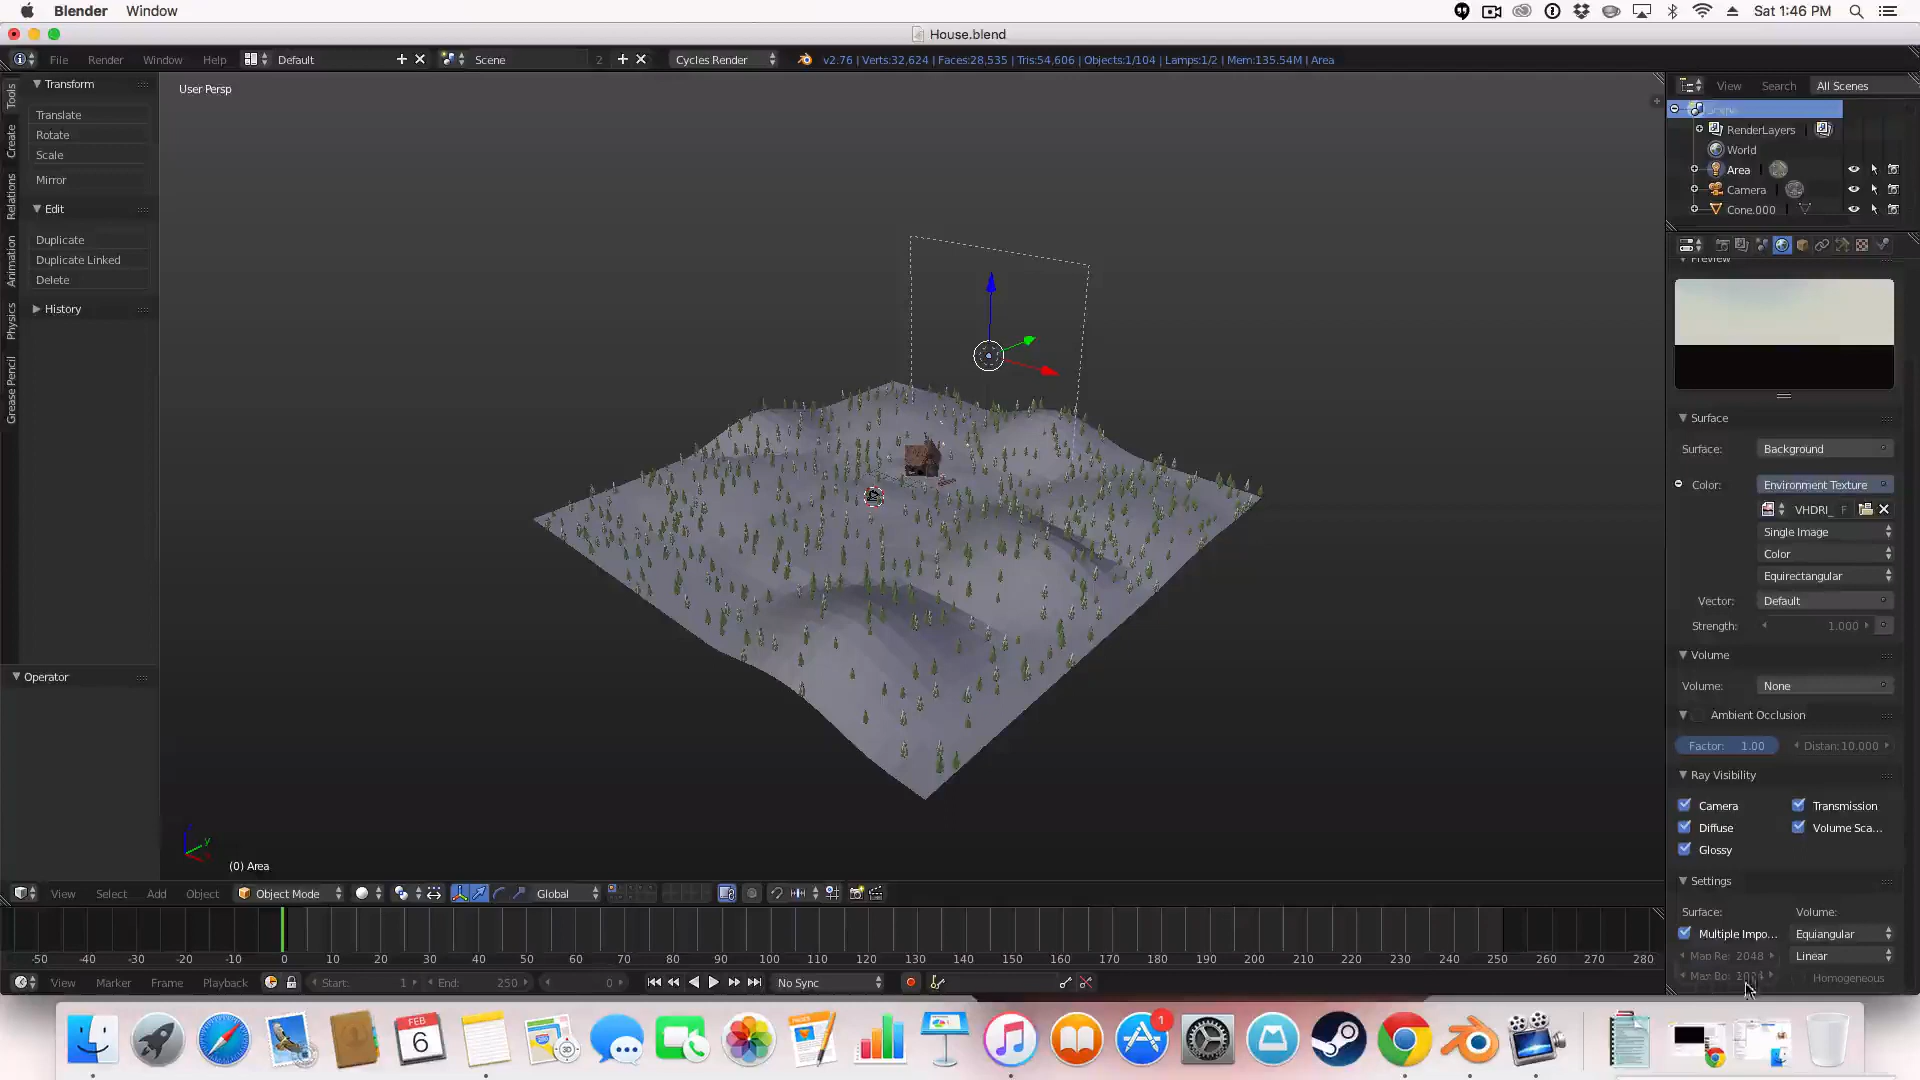 Blender Window
Sat 1:46 PM
House.blend
File Render Window Help Default Scene 2 Cycles Render v2.76 | Verts:32,624 | Faces:28,535 | Tris:54,606 | Objects:1/104 | Lamps:1/2 | Mem:135.54M | Area
Tools
Create
Relations
Animation
Physics
Grease Pencil
Transform
Translate
Rotate
Scale
Mirror
Edit
Duplicate
Duplicate Linked
Delete
History
Operator
User Persp
(0) Area
View Search All Scenes
Scene
RenderLayers
World
Area
Camera
Cone.000
Preview
Surface
Surface: Background
Color: Environment Texture
VHDRI_ F
Single Image
Color
Equirectangular
Vector: Default
Strength: 1.000
Volume
Volume: None
Ambient Occlusion
Factor: 1.00 Distan: 10.000
Ray Visibility
Camera Transmission
Diffuse Volume Sca...
Glossy
Settings
Surface: Volume:
Multiple Impo... Equiangular
Map Re: 2048 Linear
Homogeneous
View Select Add Object Object Mode Global
-50 -40 -30 -20 -10 0 10 20 30 40 50 60 70 80 90 100 110 120 130 140 150 160 170 180 190 200 210 220 230 240 250 260 270 280
View Marker Frame Playback Start: 1 End: 250 0 No Sync
FEB
6
1